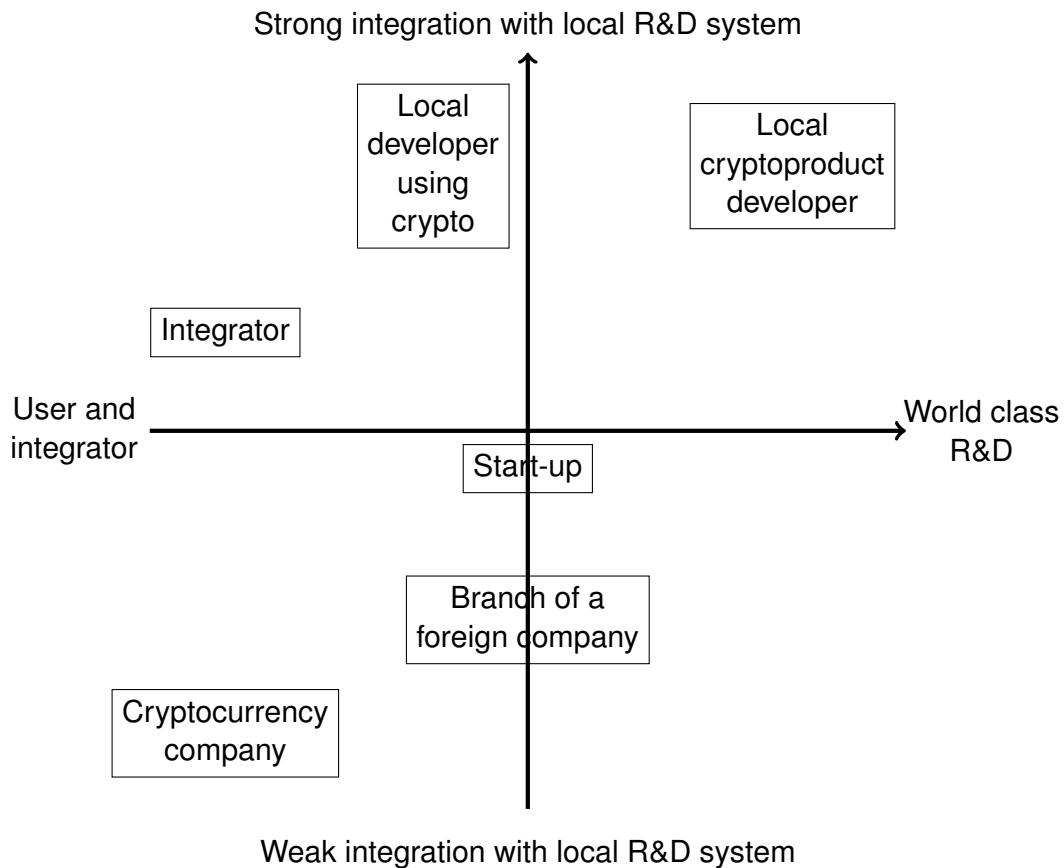 Strong integration with local R&D system
Local
developer
using
crypto
Local
cryptoproduct
developer
Integrator
User and
integrator
World class
R&D
Start-up
Branch of a
foreign company
Cryptocurrency
company
Weak integration with local R&D system